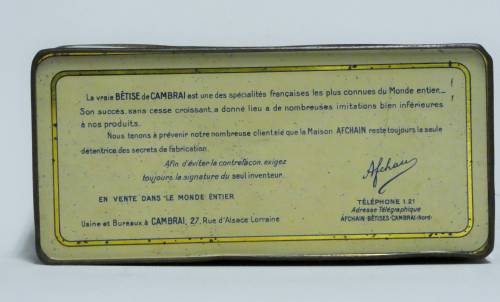 La vraie BÊTISE de CAMBRAI est une des spécialités françaises les plus connues du Monde entier._
Son succès, sans cesse croissant, a donné lieu a de nombreuses imitations bien inférieures
à nos produits.
Nous tenons à prévenir notre nombreuse clientèle que la Maison AFCHAIN reste toujours la seule
détentrice des secrets de fabrication.
Afin d'éviter la contrefaçon, exigez
toujours la signature du seul inventeur.
Afchain
EN VENTE DANS LE MONDE ENTIER
Usine et Bureaux à CAMBRAI, 27, Rue d'Alsace Lorraine
TÉLÉPHONE 1.21
Adresse Télégraphique
AFCHAIN-BÊTISES-CAMBRAI (Nord)